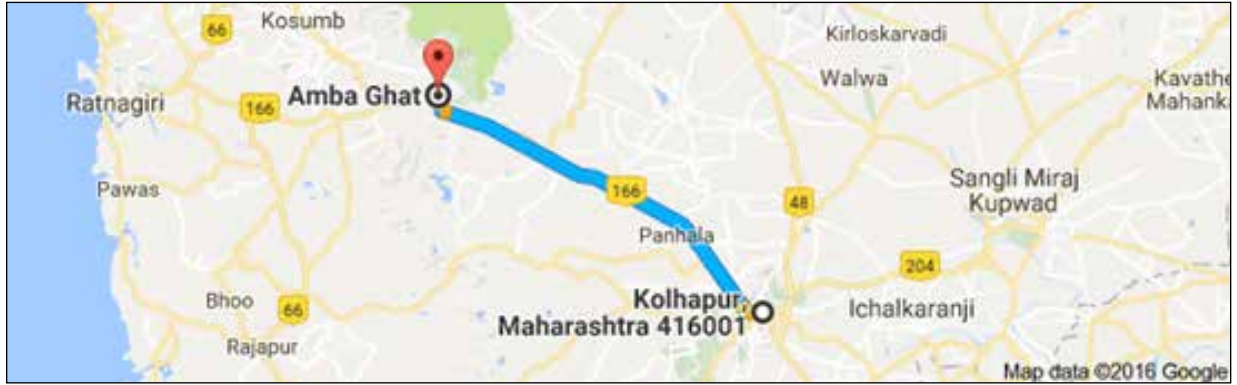 Kosumb
66
Kirloskarvadi
Walwa
Kavathe
Mahank
Ratnagiri
166
Amba Ghat
Pawas
166
48
Sangli Miraj
Kupwad
Panhala
204
Bhoo
66
Kolhapur,
Maharashtra 416001
Ichalkaranji
Rajapur
Map data ©2016 Google